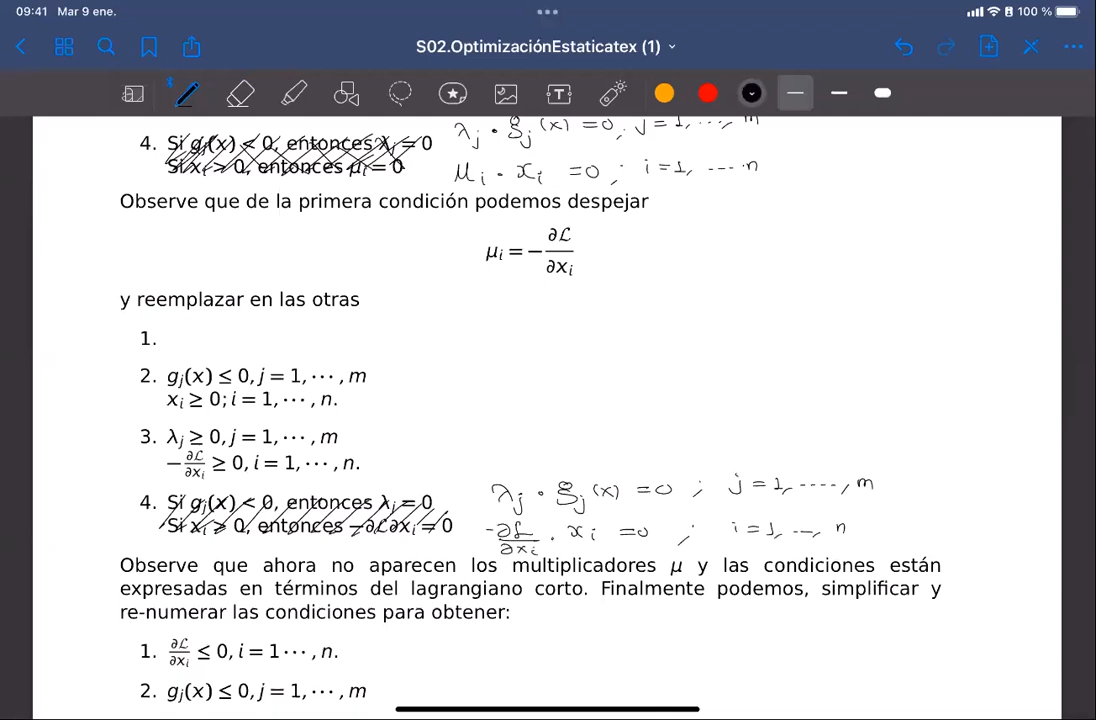 09:41 Mar 9 ene. 100 %
S02.OptimizaciónEstaticatex (1)
λj · gj(x) = 0, j = 1, ..., m
4. Si gj(x) < 0, entonces λj = 0
Si xi > 0, entonces μi = 0
μi · xi = 0 ; i = 1, .... n
Observe que de la primera condición podemos despejar
μi = − ∂ℒ/∂xi
y reemplazar en las otras
1.
2. gj(x) ≤ 0, j = 1, ⋯ , m
xi ≥ 0; i = 1, ⋯ , n.
3. λj ≥ 0, j = 1, ⋯ , m
− ∂ℒ/∂xi ≥ 0, i = 1, ⋯ , n.
4. Si gj(x) < 0, entonces λj = 0
λj · gj(x) = 0 ; j = 1, ...., m
Si xi > 0, entonces −∂ℒ∂xi = 0
-∂ℒ/∂xi · xi = 0 ; i = 1, ..., n
Observe que ahora no aparecen los multiplicadores μ y las condiciones están
expresadas en términos del lagrangiano corto. Finalmente podemos, simplificar y
re-numerar las condiciones para obtener:
1. ∂ℒ/∂xi ≤ 0, i = 1 ⋯ , n.
2. gj(x) ≤ 0, j = 1, ⋯ , m